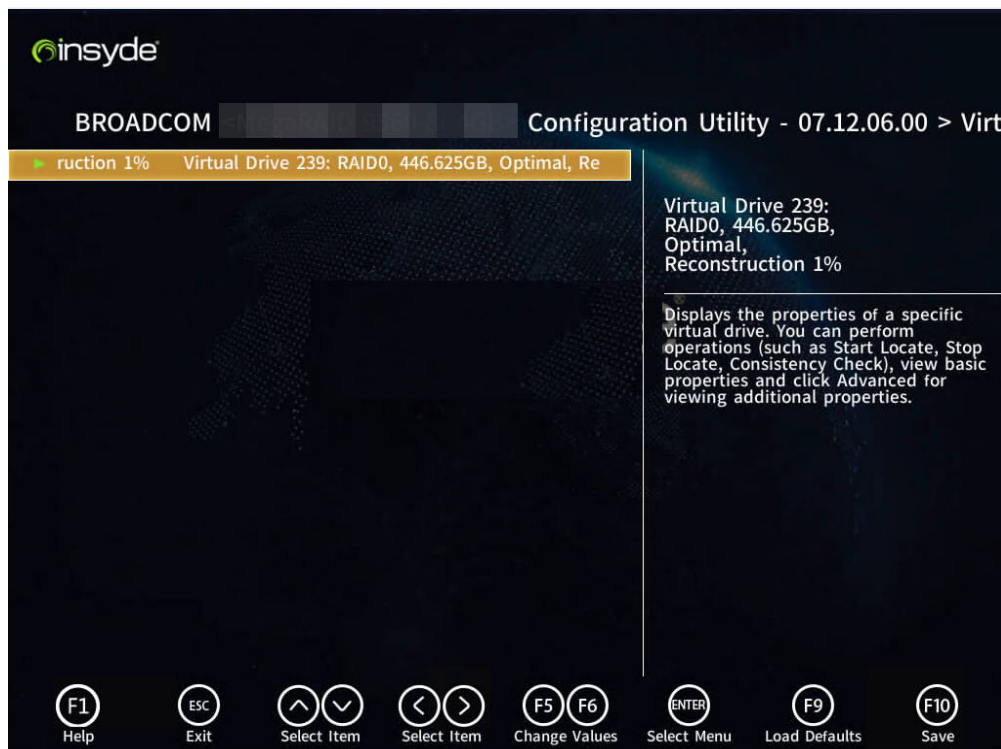 insyde
BROADCOM Configuration Utility - 07.12.06.00 > Virt
ruction 1% Virtual Drive 239: RAID0, 446.625GB, Optimal, Re
Virtual Drive 239:
RAID0, 446.625GB,
Optimal,
Reconstruction 1%
Displays the properties of a specific
virtual drive. You can perform
operations (such as Start Locate, Stop
Locate, Consistency Check), view basic
properties and click Advanced for
viewing additional properties.
F1 ESC F5 F6 ENTER F9 F10
Help Exit Select Item Select Item Change Values Select Menu Load Defaults Save